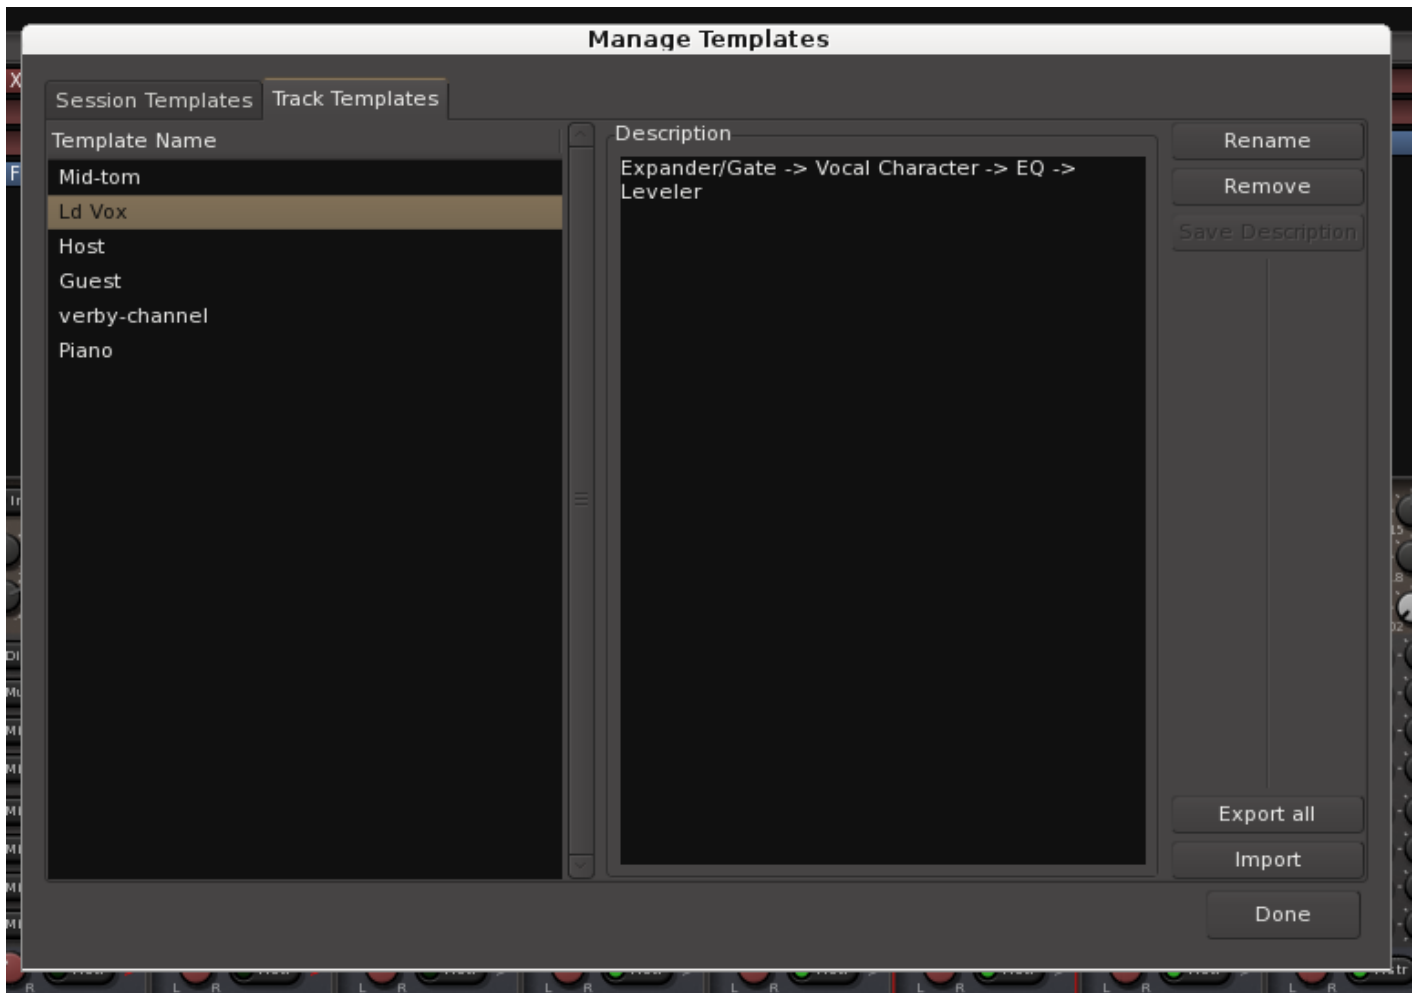 Manage Templates
Session Templates
Track Templates
Template Name
Mid-tom
Ld Vox
Host
Guest
verby-channel
Piano
Description
Expander/Gate -> Vocal Character -> EQ ->
Leveler
Rename
Remove
Save Description
Export all
Import
Done
L R
L R
L R
L R
L R
L R